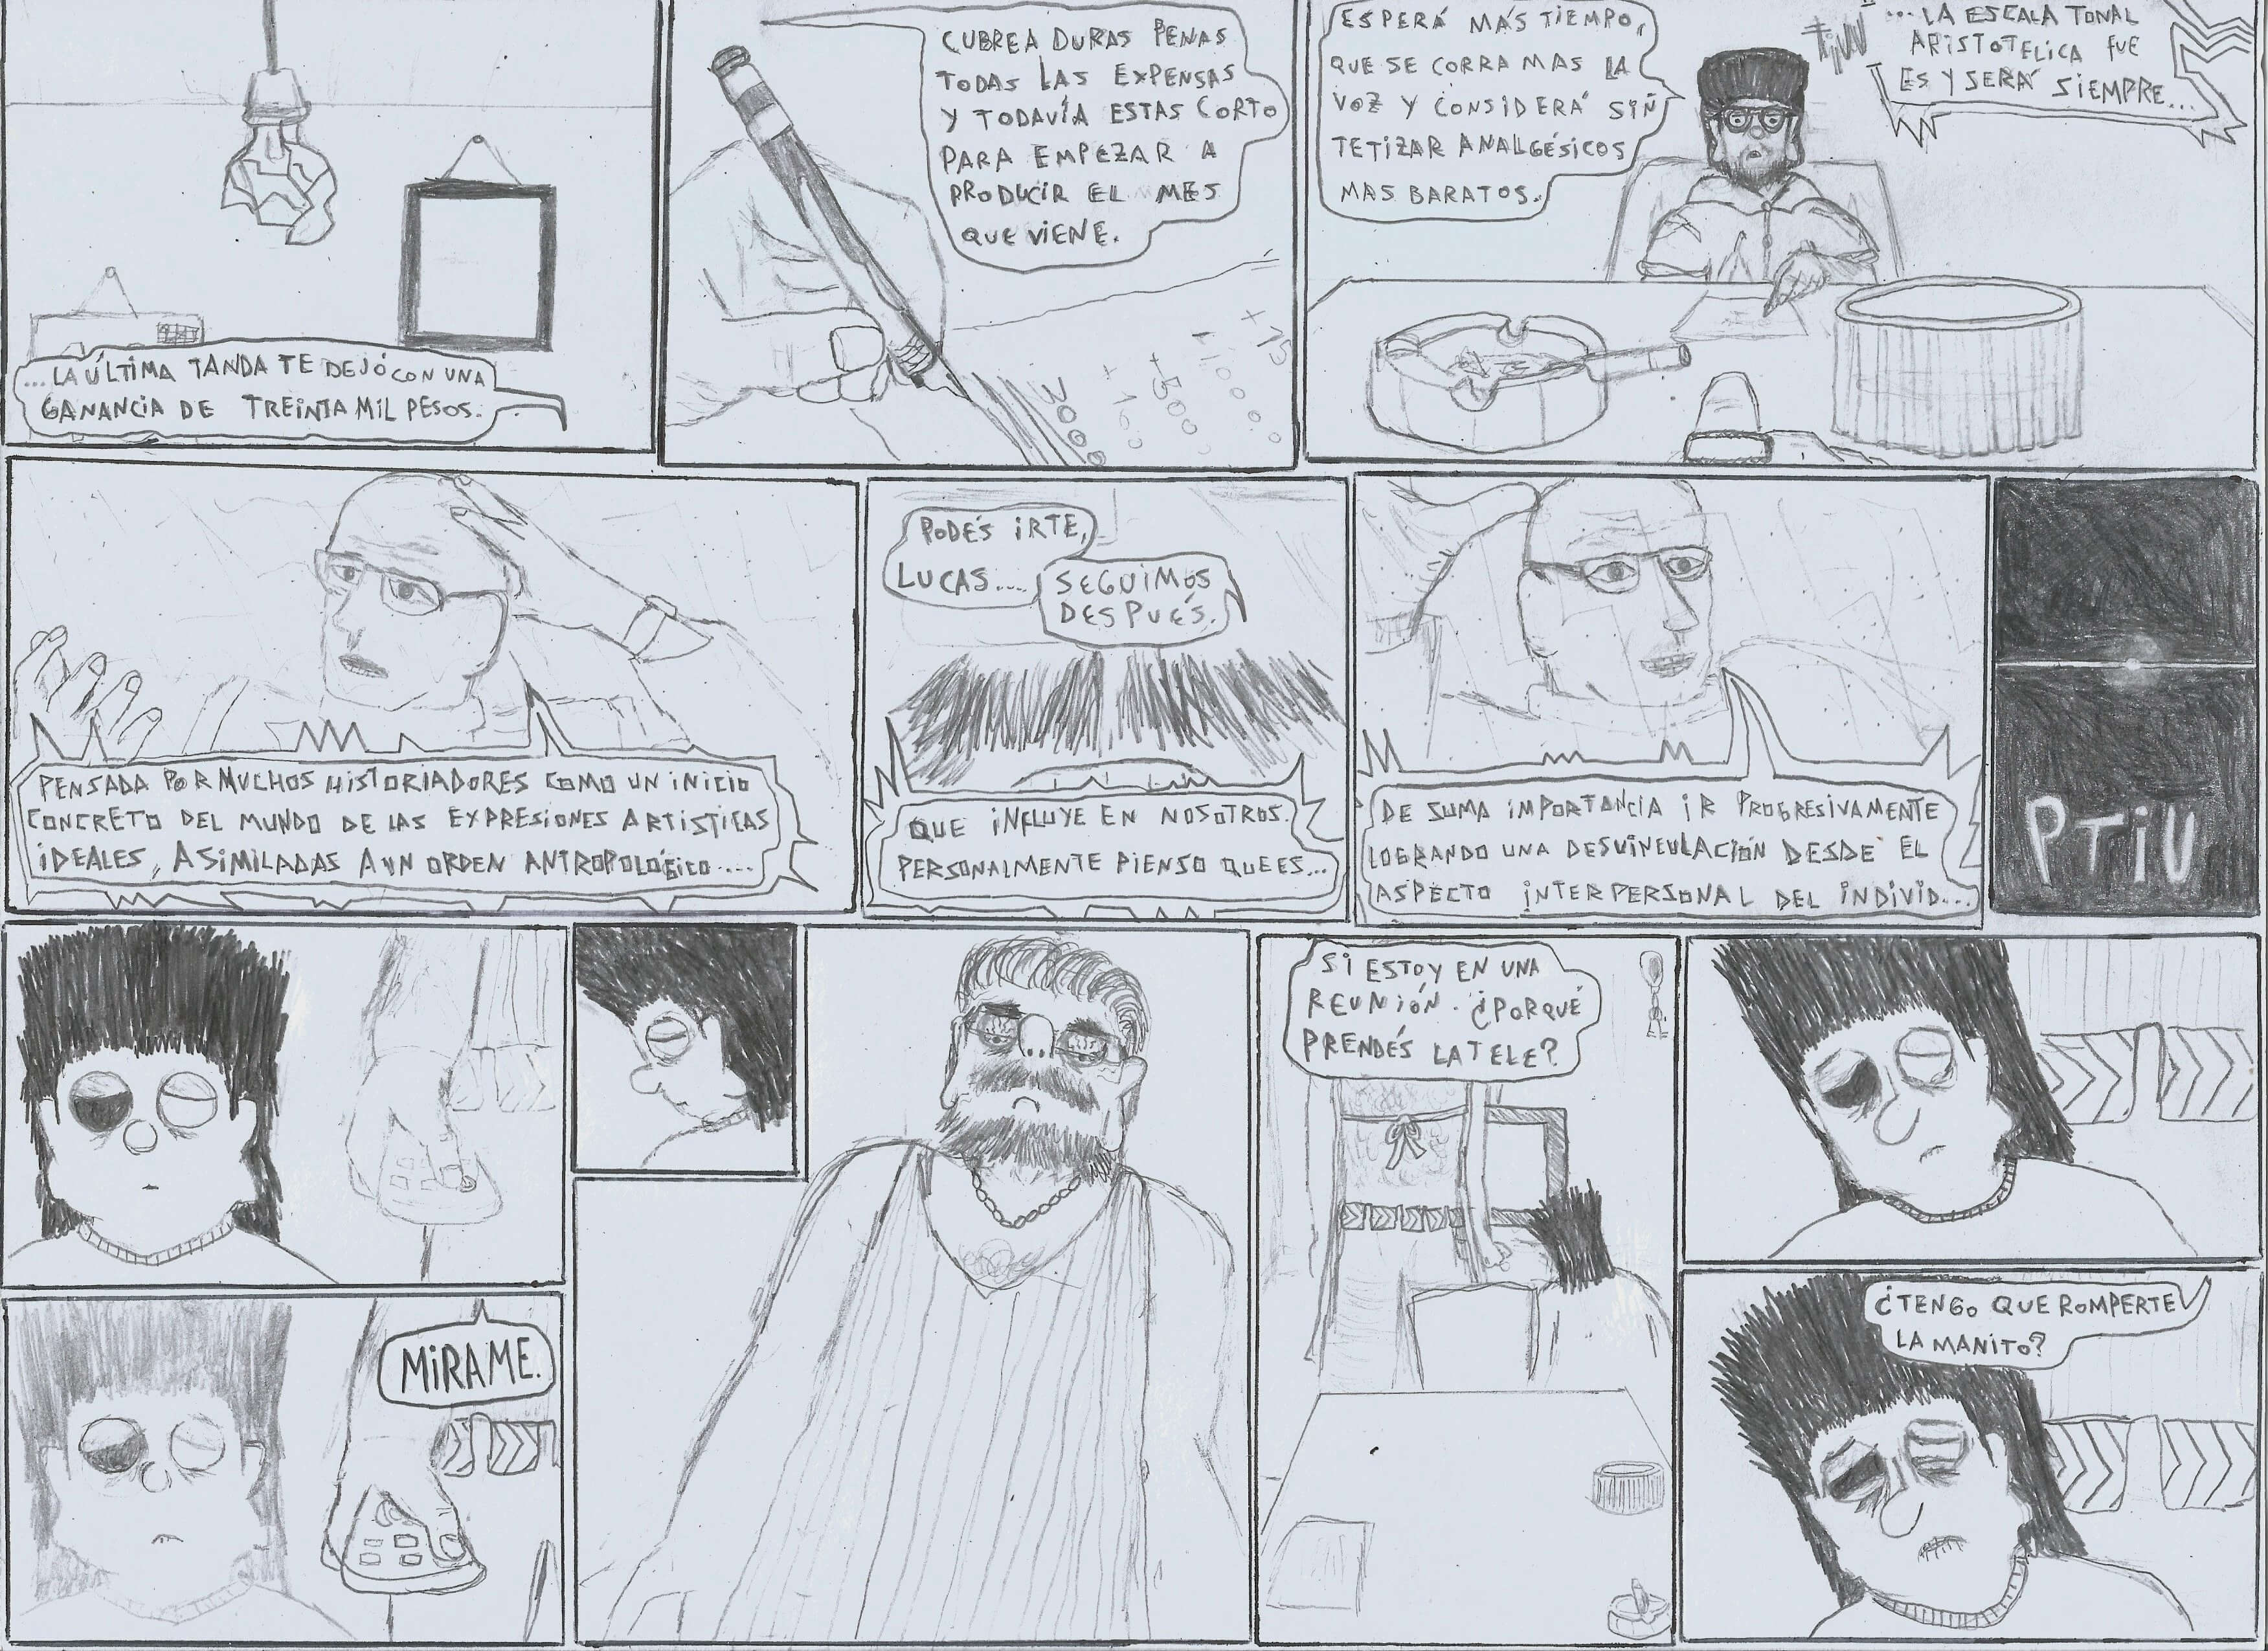 ...LA ÚLTIMA TANDA TE DEJÓ CON UNA
GANANCIA DE TREINTA MIL PESOS.
CUBRE A DURAS PENAS
TODAS LAS EXPENSAS
Y TODAVÍA ESTAS CORTO
PARA EMPEZAR A
PRODUCIR EL MES
QUE VIENE.
3000
+100
+5000
+10000
+15
ESPERÁ MÁS TIEMPO,
QUE SE CORRA MAS LA
VOZ Y CONSIDERÁ SIN
TETIZAR ANALGÉSICOS
MAS BARATOS.
...LA ESCALA TONAL
ARISTOTELICA FUE
ES Y SERÁ SIEMPRE...
PENSADA POR MUCHOS HISTORIADORES COMO UN INICIO
CONCRETO DEL MUNDO DE LAS EXPRESIONES ARTISTICAS
IDEALES, ASIMILADAS A UN ORDEN ANTROPOLÓGICO....
PODÉS IRTE,
LUCAS....
SEGUIMOS
DESPUÉS.
QUE INFLUYE EN NOSOTROS.
PERSONALMENTE PIENSO QUE ES...
DE SUMA IMPORTANCIA IR PROGRESIVAMENTE
LOGRANDO UNA DESVINCULACIÓN DESDE EL
ASPECTO INTERPERSONAL DEL INDIVID...
PTIU
MIRAME.
SI ESTOY EN UNA
REUNIÓN. ¿PORQUÉ
PRENDÉS LA TELE?
¿TENGO QUE ROMPERTE
LA MANITO?